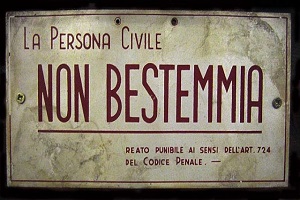 La Persona Civile
NON BESTEMMIA
REATO PUNIBILE AI SENSI DELL'ART. 724
DEL CODICE PENALE. —